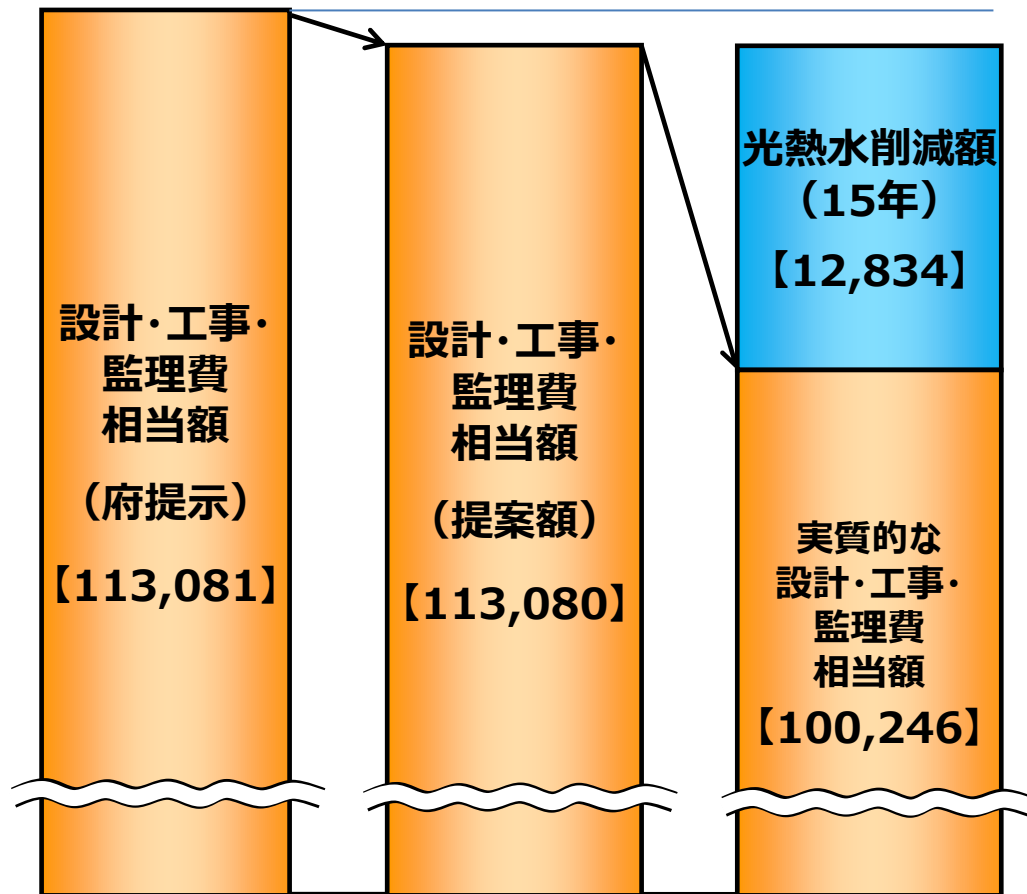 設計・工事・
監理費
相当額
（府提示）
【113,081】
設計・工事・
監理費
相当額
（提案額）
【113,080】
光熱水削減額
（15年）
【12,834】
実質的な
設計・工事・
監理費
相当額
【100,246】